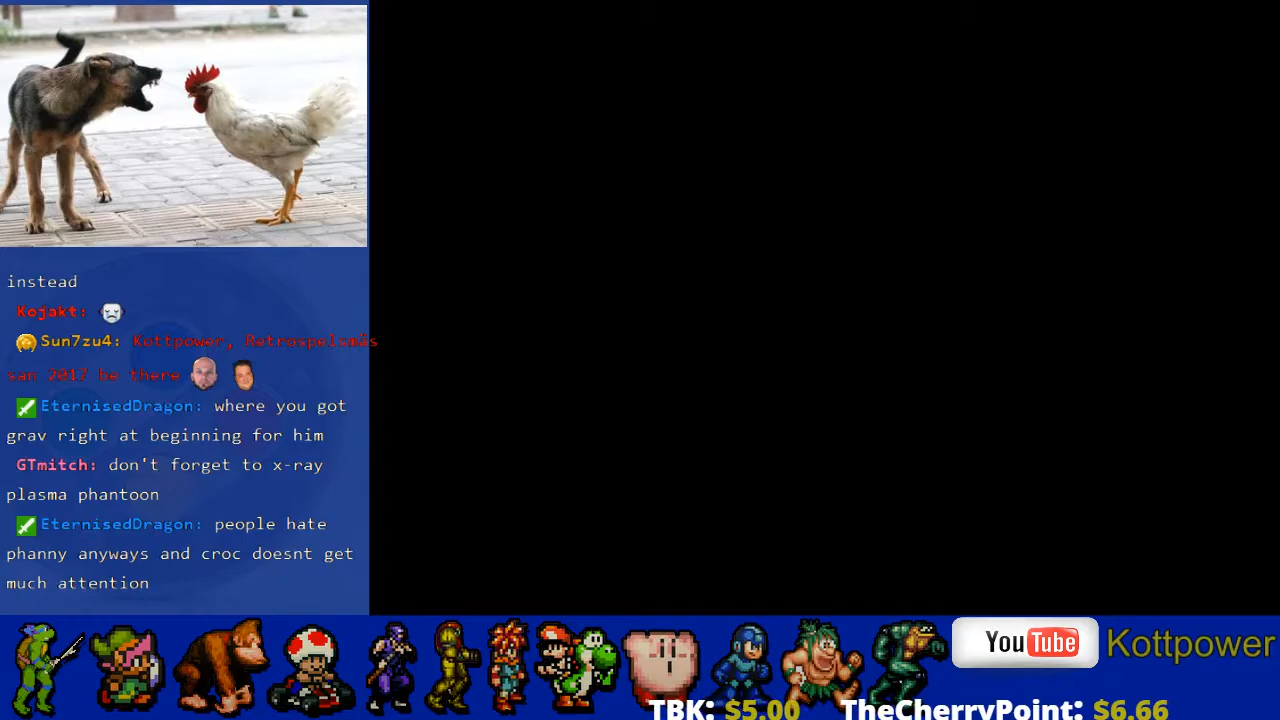 instead
Kojakt:
Sun7zu4: Kottpower, Retrospelsmäs
san 2017 be there
EternisedDragon: where you got
grav right at beginning for him
GTmitch: don't forget to x-ray
plasma phantoon
EternisedDragon: people hate
phanny anyways and croc doesnt get
much attention
YouTube Kottpower
TBK: $5.00 TheCherryPoint: $6.66